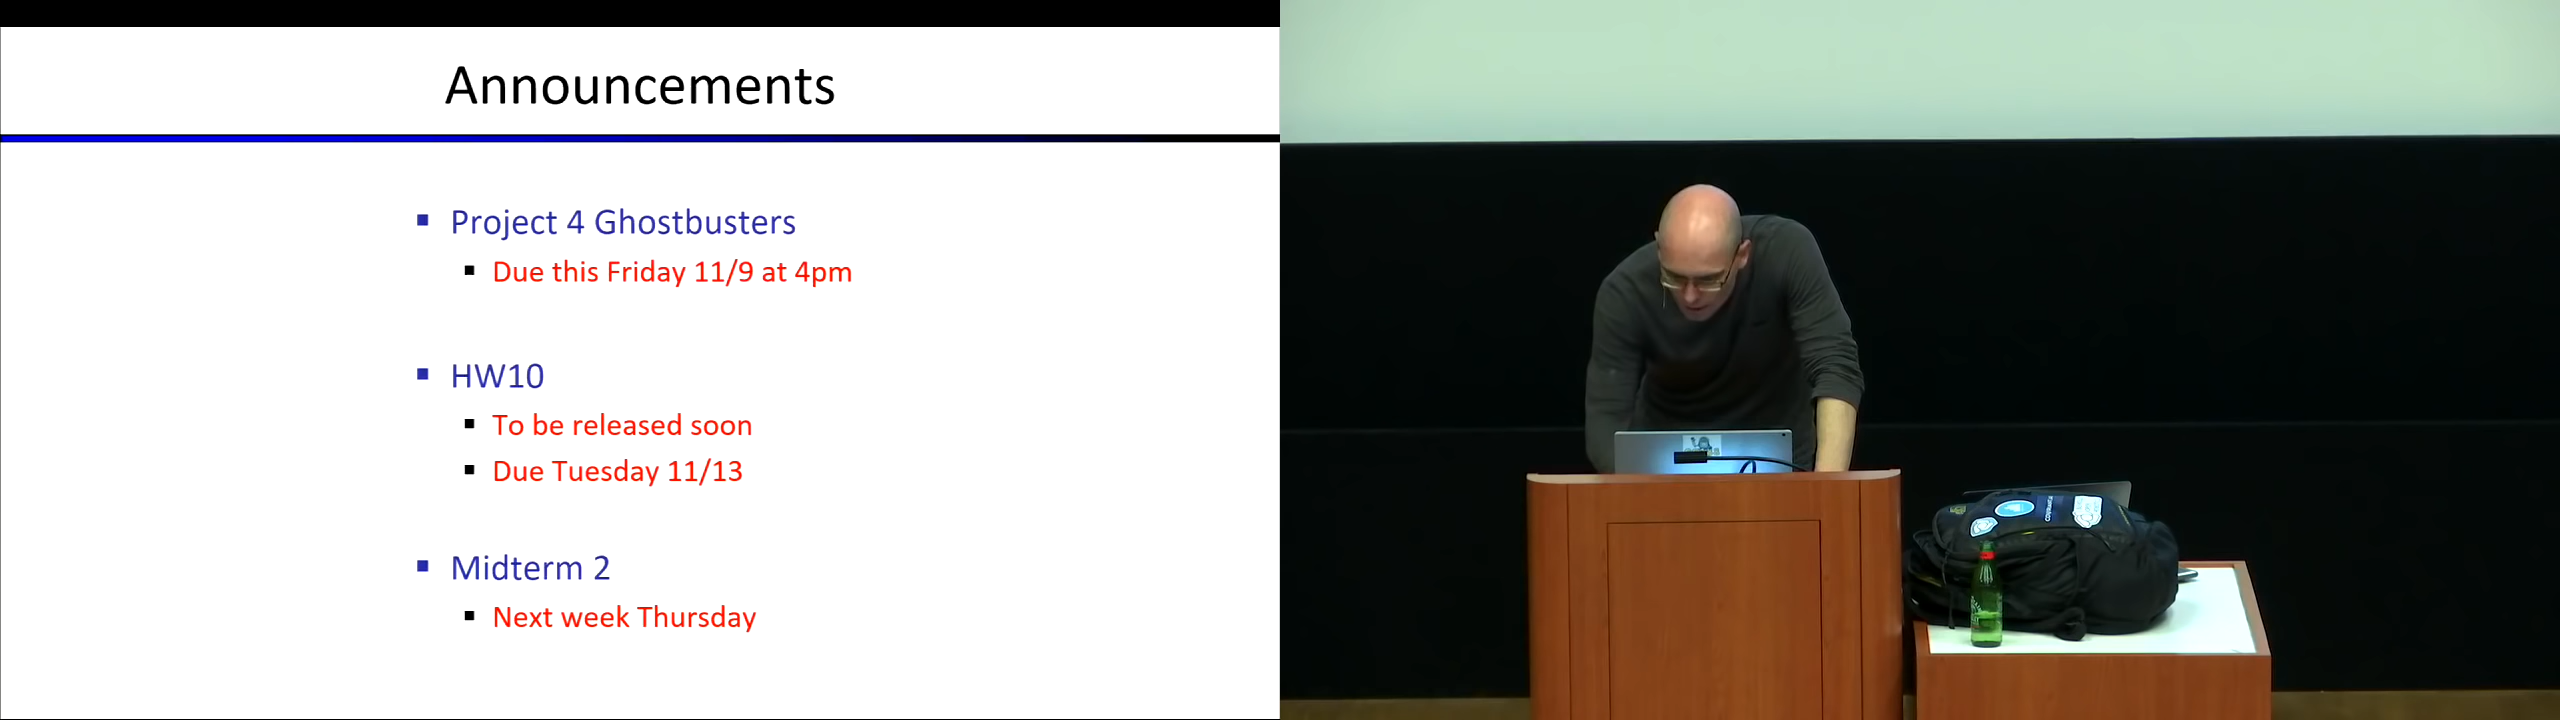 Announcements
Project 4 Ghostbusters
Due this Friday 11/9 at 4pm
HW10
To be released soon
Due Tuesday 11/13
Midterm 2
Next week Thursday